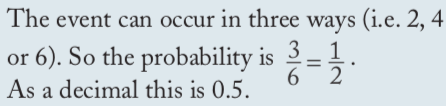 The event can occur in three ways (i.e. 2, 4
or 6). So the probability is 3/6 = 1/2 .
As a decimal this is 0.5.